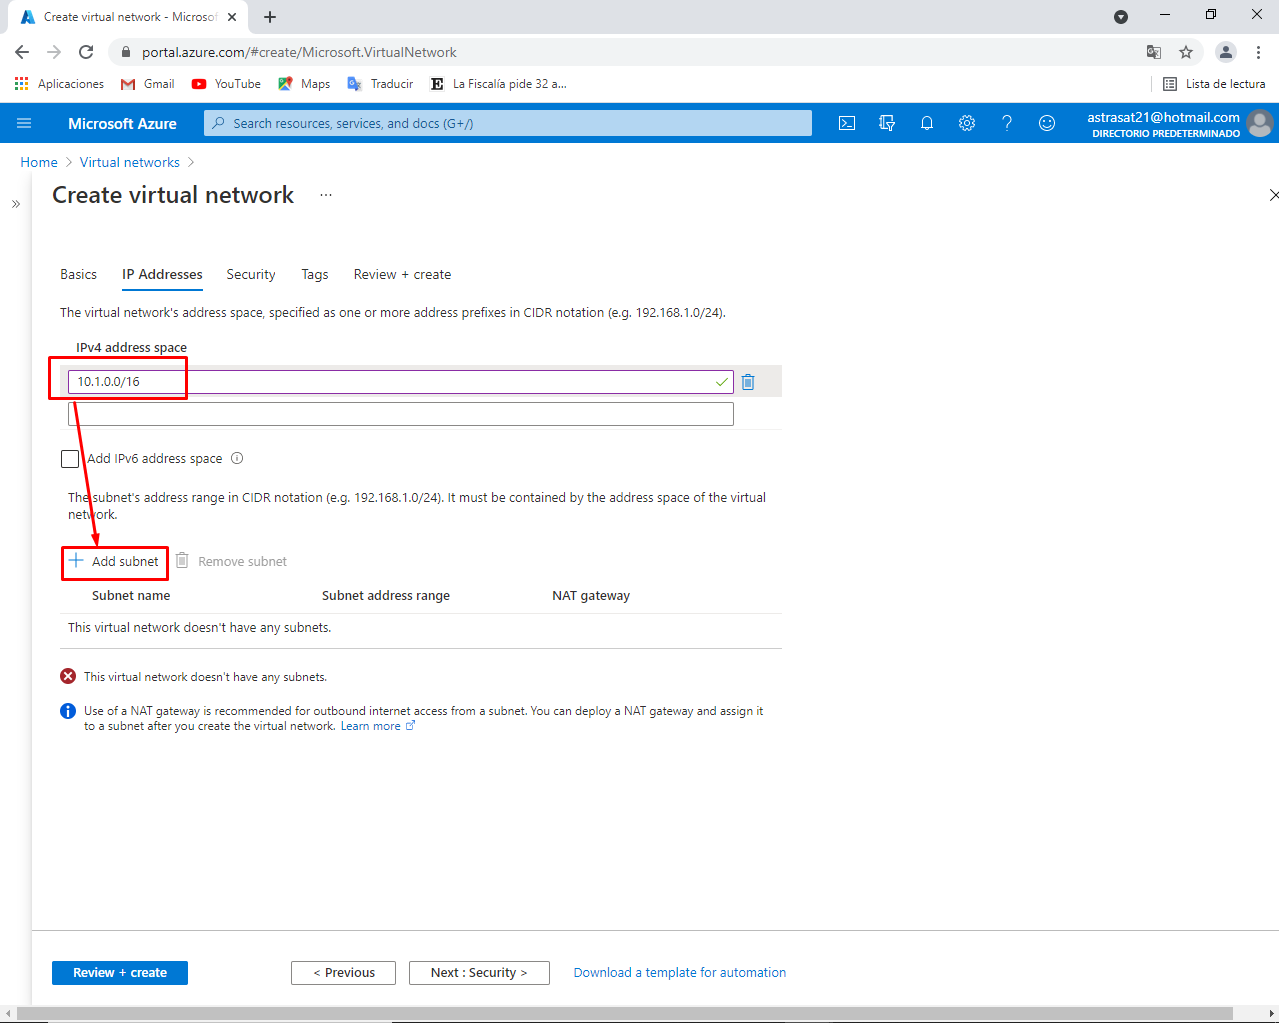 Create virtual network - Microsof
portal.azure.com/#create/Microsoft.VirtualNetwork
Aplicaciones Gmail YouTube Maps Traducir La Fiscalía pide 32 a... Lista de lectura
Microsoft Azure Search resources, services, and docs (G+/) astrasat21@hotmail.com
DIRECTORIO PREDETERMINADO
Home > Virtual networks >
Create virtual network ...
Basics IP Addresses Security Tags Review + create
The virtual network's address space, specified as one or more address prefixes in CIDR notation (e.g. 192.168.1.0/24).
IPv4 address space
10.1.0.0/16
Add IPv6 address space
The subnet's address range in CIDR notation (e.g. 192.168.1.0/24). It must be contained by the address space of the virtual
network.
+ Add subnet Remove subnet
Subnet name Subnet address range NAT gateway
This virtual network doesn't have any subnets.
This virtual network doesn't have any subnets.
Use of a NAT gateway is recommended for outbound internet access from a subnet. You can deploy a NAT gateway and assign it
to a subnet after you create the virtual network. Learn more
Review + create < Previous Next : Security > Download a template for automation